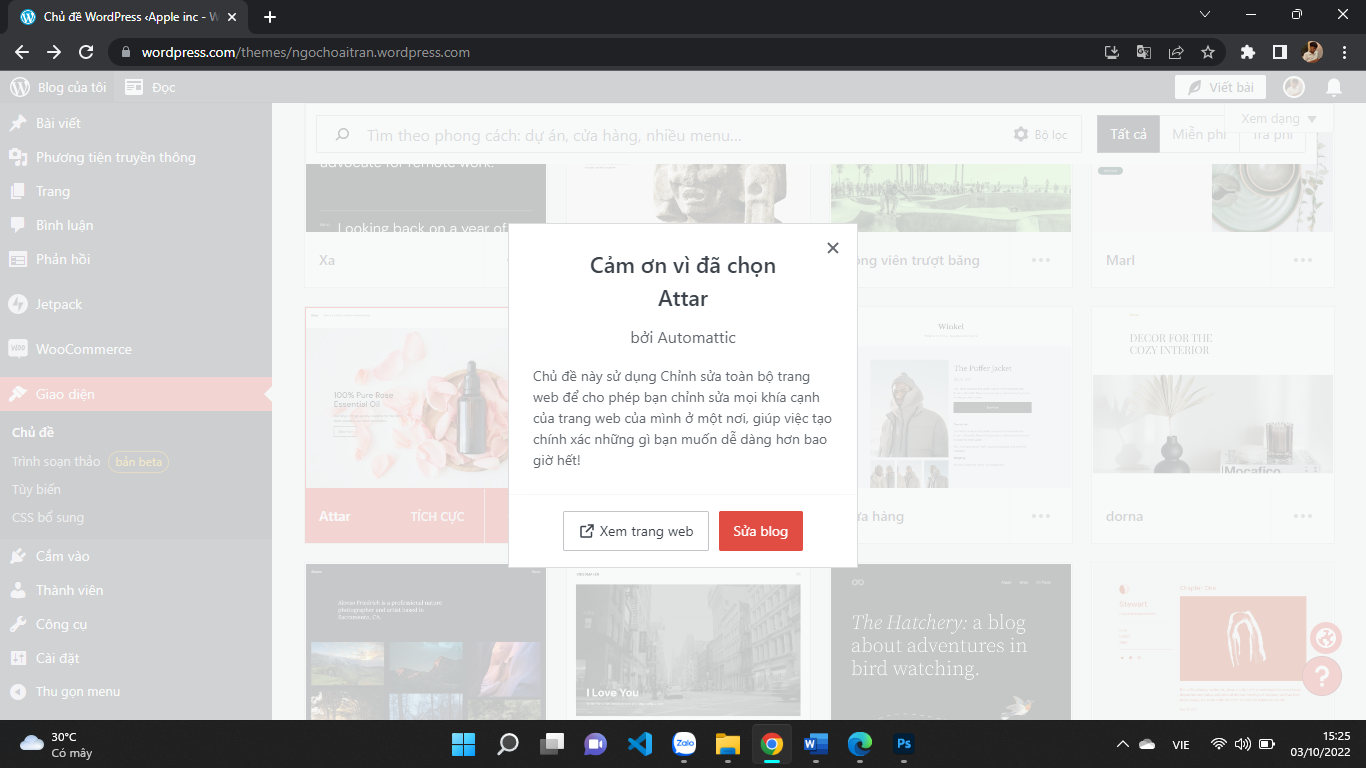 Chủ đề WordPress ‹Apple inc - W
wordpress.com/themes/ngochoaitran.wordpress.com
Blog của tôi
Đọc
Viết bài
Bài viết
Phương tiện truyền thông
Trang
Bình luận
Phản hồi
Jetpack
WooCommerce
Giao diện
Chủ đề
Trình soạn thảo bản beta
Tùy biến
CSS bổ sung
Cắm vào
Thành viên
Công cụ
Cài đặt
Thu gọn menu
Xem dạng
Tìm theo phong cách: dự án, cửa hàng, nhiều menu...
Bộ lọc
Tất cả
Miễn phí
Trả phí
advocate for remote work.
Looking back on a year of
Xa
ông viên trượt băng
Marl
100% Pure Rose
Essential Oil
Attar
TÍCH CỰC
Cảm ơn vì đã chọn
Attar
bởi Automattic
Chủ đề này sử dụng Chỉnh sửa toàn bộ trang
web để cho phép bạn chỉnh sửa mọi khía cạnh
của trang web của mình ở một nơi, giúp việc tạo
chính xác những gì bạn muốn dễ dàng hơn bao
giờ hết!
Xem trang web
Sửa blog
Winkel
The Puffer Jacket
ửa hàng
DECOR FOR THE
COZY INTERIOR
Mocafico
dorna
I Love You
The Hatchery: a blog
about adventures in
bird watching.
Chapter One
Stewart
30°C
Có mây
Zalo
VIE
15:25
03/10/2022